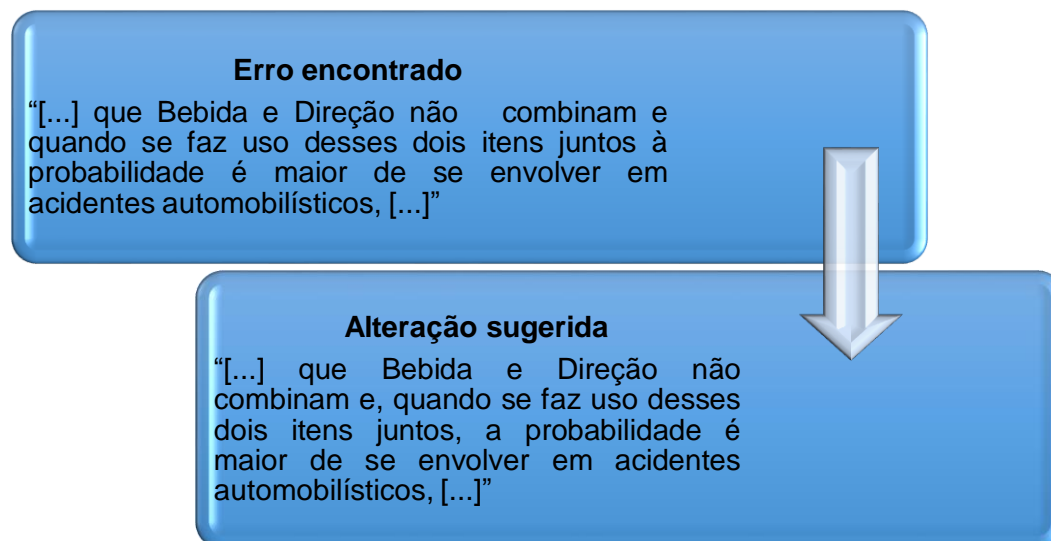 Erro encontrado
“[...] que Bebida e Direção não combinam e
quando se faz uso desses dois itens juntos à
probabilidade é maior de se envolver em
acidentes automobilísticos, [...]”
Alteração sugerida
“[...] que Bebida e Direção não
combinam e, quando se faz uso desses
dois itens juntos, a probabilidade é
maior de se envolver em acidentes
automobilísticos, [...]”